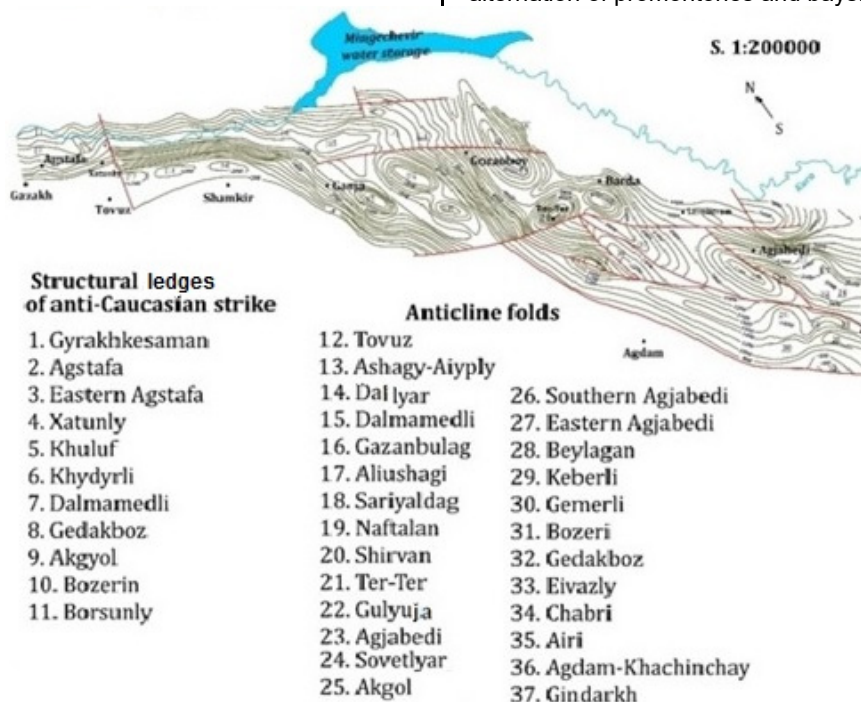 alternation of promontories and bays
Mingechevir
water storage
S. 1:200000
N
S
Agstafa
Gazakh
Tovuz
Shamkir
Ganja
Goranboy
Barda
Ter-Ter
Kura
Agjabedi
Agdam
Structural ledges
of anti-Caucasian strike
1. Gyrakhkesaman
2. Agstafa
3. Eastern Agstafa
4. Xatunly
5. Khuluf
6. Khydyrli
7. Dalmamedli
8. Gedakboz
9. Akgyol
10. Bozerin
11. Borsunly
Anticline folds
12. Tovuz
13. Ashagy-Aiyply
14. Dallyar
15. Dalmamedli
16. Gazanbulag
17. Aliushagi
18. Sariyaldag
19. Naftalan
20. Shirvan
21. Ter-Ter
22. Gulyuja
23. Agjabedi
24. Sovetlyar
25. Akgol
26. Southern Agjabedi
27. Eastern Agjabedi
28. Beylagan
29. Keberli
30. Gemerli
31. Bozeri
32. Gedakboz
33. Eivazly
34. Chabri
35. Airi
36. Agdam-Khachinchay
37. Gindarkh